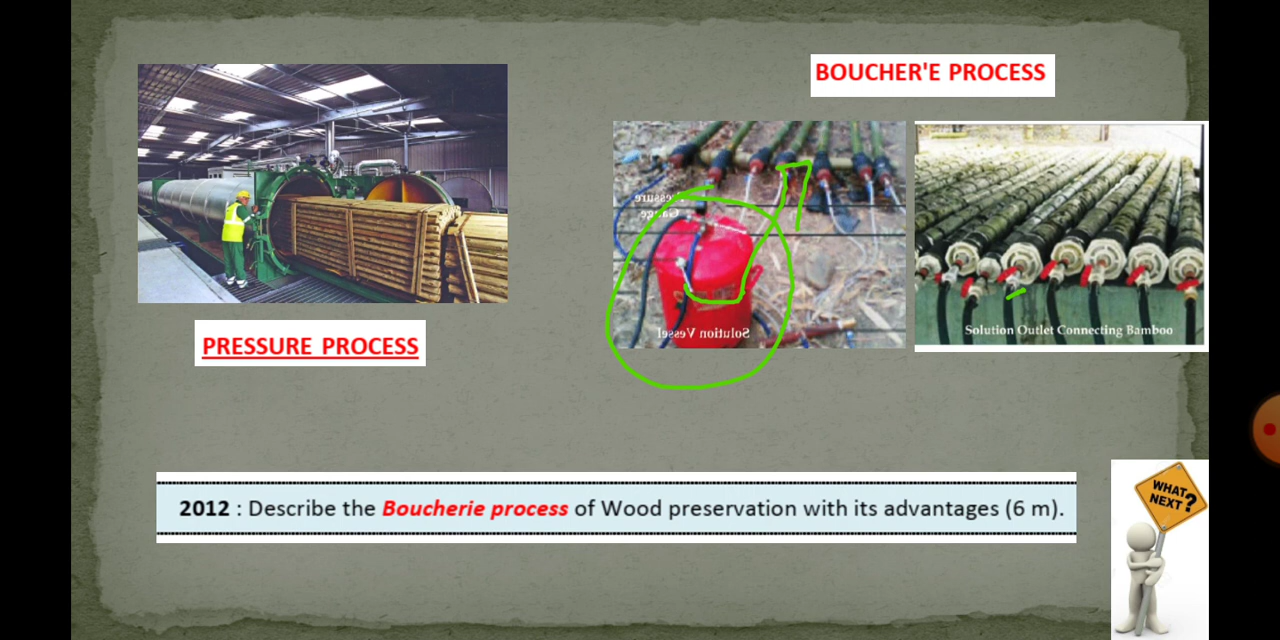 BOUCHER'E PROCESS
Pressure
Gauge
Solution Vessel
Solution Outlet Connecting Bamboo
PRESSURE PROCESS
2012 : Describe the Boucherie process of Wood preservation with its advantages (6 m).
WHAT
NEXT?